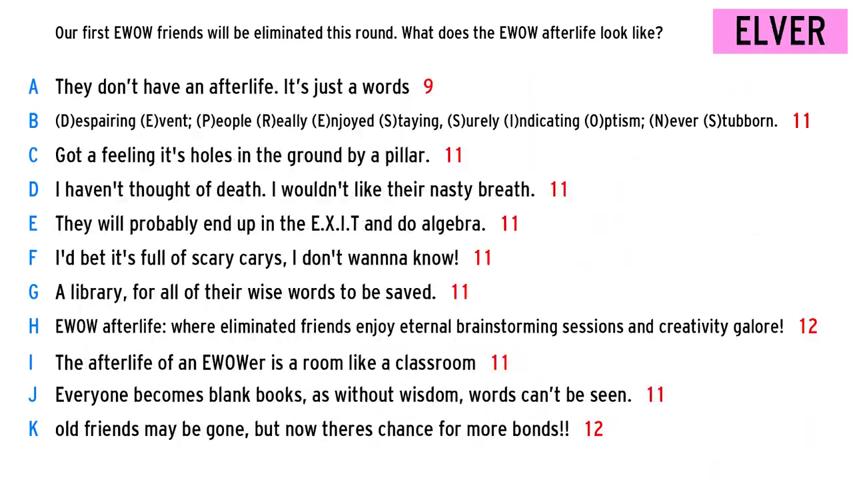 Our first EWOW friends will be eliminated this round. What does the EWOW afterlife look like?
ELVER
A They don't have an afterlife. It's just a words 9
B (D)espairing (E)vent; (P)eople (R)eally (E)njoyed (S)taying, (S)urely (I)ndicating (O)ptism; (N)ever (S)tubborn. 11
C Got a feeling it's holes in the ground by a pillar. 11
D I haven't thought of death. I wouldn't like their nasty breath. 11
E They will probably end up in the E.X.I.T and do algebra. 11
F I'd bet it's full of scary carys, I don't wannna know! 11
G A library, for all of their wise words to be saved. 11
H EWOW afterlife: where eliminated friends enjoy eternal brainstorming sessions and creativity galore! 12
I The afterlife of an EWOWer is a room like a classroom 11
J Everyone becomes blank books, as without wisdom, words can't be seen. 11
K old friends may be gone, but now theres chance for more bonds!! 12